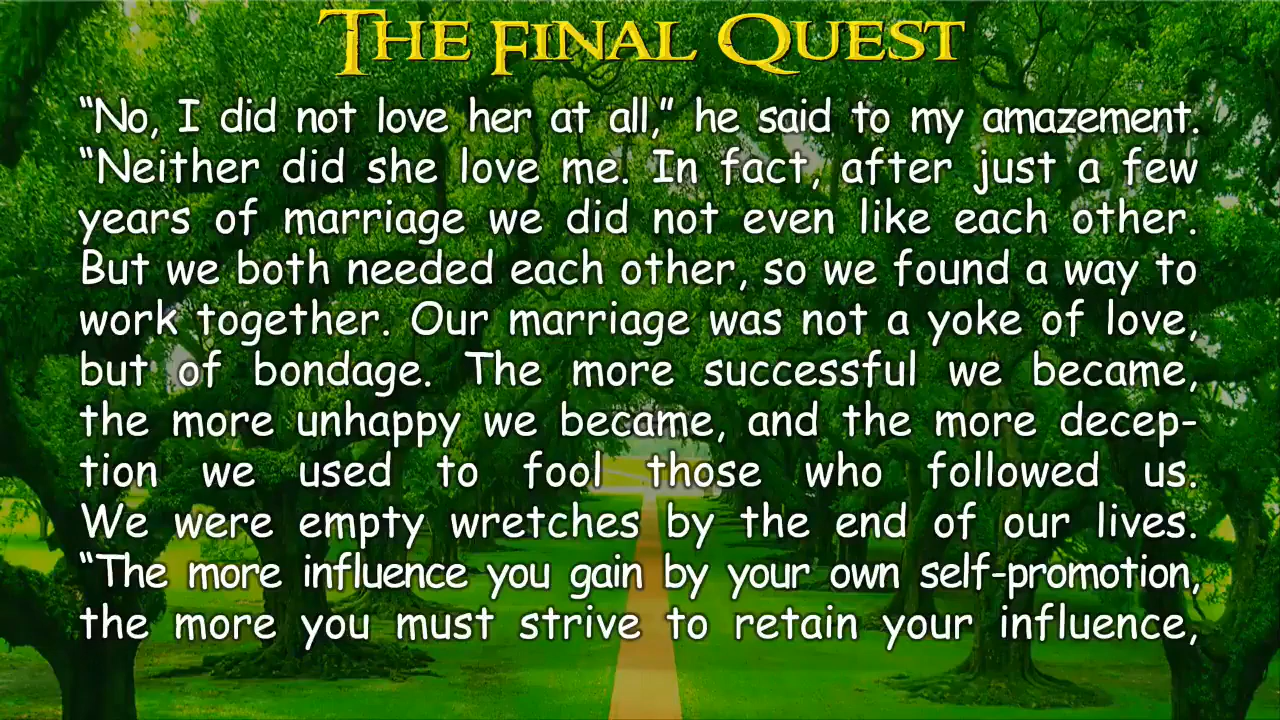 The Final Quest
“No, I did not love her at all,” he said to my amazement.
“Neither did she love me. In fact, after just a few
years of marriage we did not even like each other.
But we both needed each other, so we found a way to
work together. Our marriage was not a yoke of love,
but of bondage. The more successful we became,
the more unhappy we became, and the more decep-
tion we used to fool those who followed us.
We were empty wretches by the end of our lives.
“The more influence you gain by your own self-promotion,
the more you must strive to retain your influence,